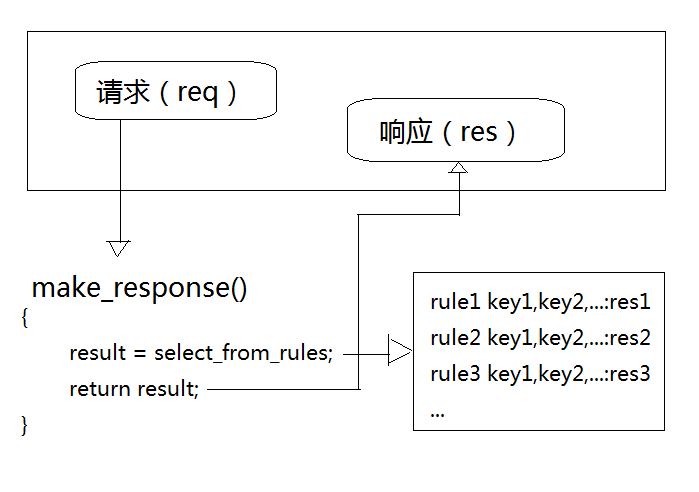 请求（req）
响应（res）
make_response()
{
result = select_from_rules;
return result;
}
rule1 key1,key2,...:res1
rule2 key1,key2,...:res2
rule3 key1,key2,...:res3
...